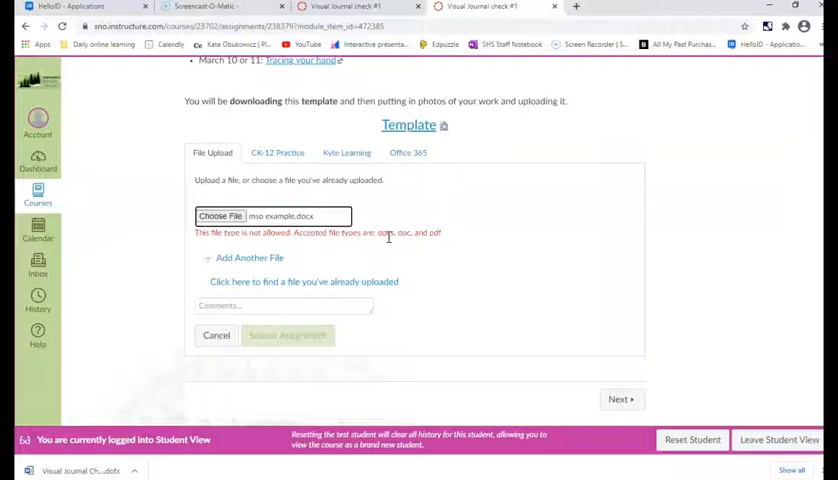 HelloID - Applications
Screencast-O-Matic -
Visual Journal check #1
Visual Journal check #1
sno.instructure.com/courses/23702/assignments/238379?module_item_id=472385
Apps
Daily online learning
Calendly
Kate Obukowicz | Pr...
YouTube
Interactive presenta...
Edpuzzle
SHS Staff Notebook
Screen Recorder | S...
All My Past Purchas...
HelloID - Applicatio...
March 10 or 11: Tracing your hand
You will be downloading this template and then putting in photos of your work and uploading it.
Template
Account
Dashboard
Courses
Calendar
Inbox
History
Help
File Upload
CK-12 Practice
Kyte Learning
Office 365
Upload a file, or choose a file you've already uploaded.
Choose File mso example.docx
This file type is not allowed. Accepted file types are: docs, doc, and pdf
+ Add Another File
Click here to find a file you've already uploaded
Comments...
Cancel
Submit Assignment
Next
You are currently logged into Student View
Resetting the test student will clear all history for this student, allowing you to
view the course as a brand new student.
Reset Student
Leave Student View
Visual Journal Ch....dotx
Show all